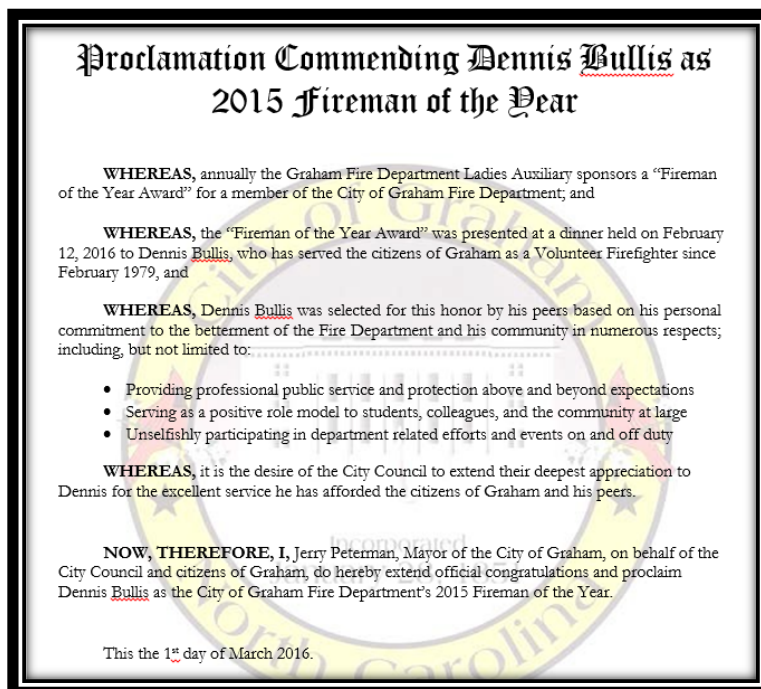 Proclamation Commending Dennis Bullis as
2015 Fireman of the Year
WHEREAS, annually the Graham Fire Department Ladies Auxiliary sponsors a “Fireman
of the Year Award” for a member of the City of Graham Fire Department; and
WHEREAS, the “Fireman of the Year Award” was presented at a dinner held on February
12, 2016 to Dennis Bullis, who has served the citizens of Graham as a Volunteer Firefighter since
February 1979, and
WHEREAS, Dennis Bullis was selected for this honor by his peers based on his personal
commitment to the betterment of the Fire Department and his community in numerous respects;
including, but not limited to:
• Providing professional public service and protection above and beyond expectations
• Serving as a positive role model to students, colleagues, and the community at large
• Unselfishly participating in department related efforts and events on and off duty
WHEREAS, it is the desire of the City Council to extend their deepest appreciation to
Dennis for the excellent service he has afforded the citizens of Graham and his peers.
NOW, THEREFORE, I, Jerry Peterman, Mayor of the City of Graham, on behalf of the
City Council and citizens of Graham, do hereby extend official congratulations and proclaim
Dennis Bullis as the City of Graham Fire Department’s 2015 Fireman of the Year.
This the 1st day of March 2016.
City of Graham
Incorporated
North Carolina